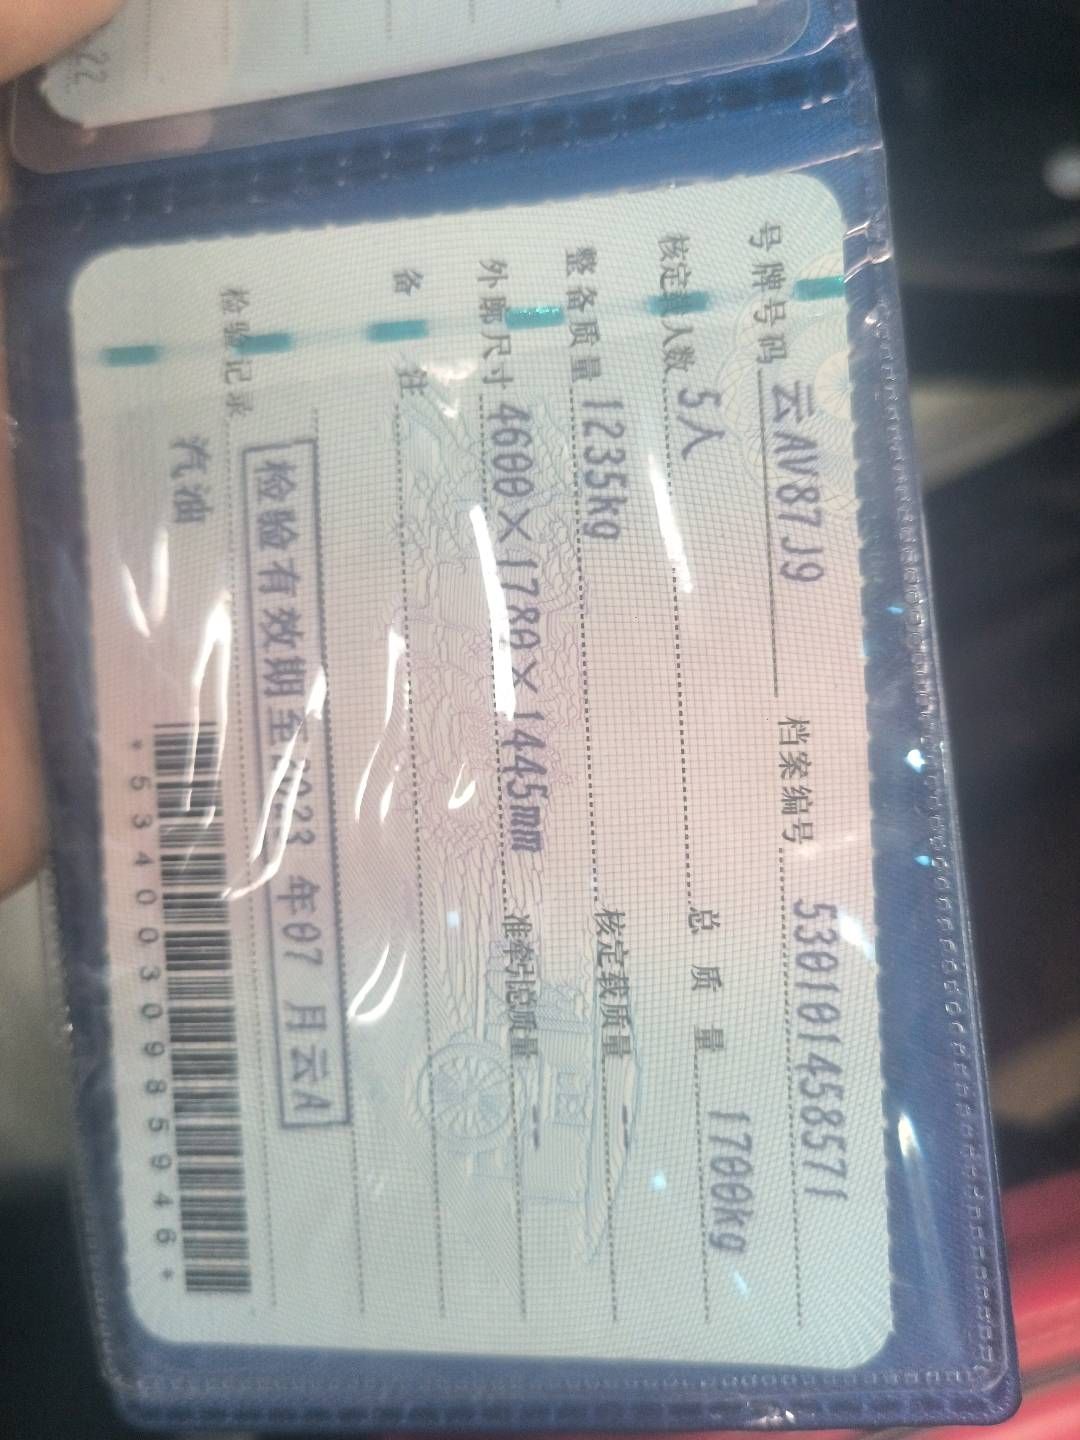 号牌号码 云AV87J9 档案编号 530101458571
核定载人数 5人 总质量 1700kg
整备质量 1235kg 核定载质量 --
外廓尺寸 4600×1780×1445mm 准牵引总质量 --
备注
检验记录
检验有效期至2023年07月云A
汽油
*5340030985946*
22